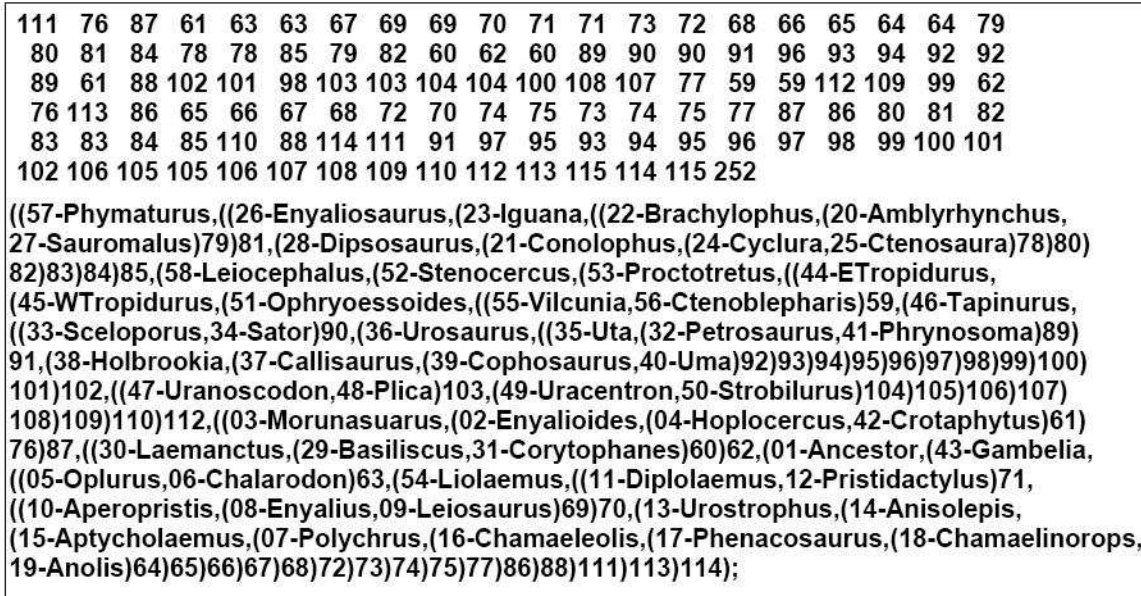 111 76 87 61 63 63 67 69 69 70 71 71 73 72 68 66 65 64 64 79
80 81 84 78 78 85 79 82 60 62 60 89 90 90 91 96 93 94 92 92
89 61 88 102 101 98 103 103 104 104 100 108 107 77 59 59 112 109 99 62
76 113 86 65 66 67 68 72 70 74 75 73 74 75 77 87 86 80 81 82
83 83 84 85 110 88 114 111 91 97 95 93 94 95 96 97 98 99 100 101
102 106 105 105 106 107 108 109 110 112 113 115 114 115 252
((57-Phymaturus,((26-Enyaliosaurus,(23-Iguana,((22-Brachylophus,(20-Amblyrhynchus,
27-Sauromalus)79)81,(28-Dipsosaurus,(21-Conolophus,(24-Cyclura,25-Ctenosaura)78)80)
82)83)84)85,(58-Leiocephalus,(52-Stenocercus,(53-Proctotretus,((44-ETropidurus,
(45-WTropidurus,(51-Ophryoessoides,((55-Vilcunia,56-Ctenoblepharis)59,(46-Tapinurus,
((33-Sceloporus,34-Sator)90,(36-Urosaurus,((35-Uta,(32-Petrosaurus,41-Phrynosoma)89)
91,(38-Holbrookia,(37-Callisaurus,(39-Cophosaurus,40-Uma)92)93)94)95)96)97)98)99)100)
101)102,((47-Uranoscodon,48-Plica)103,(49-Uracentron,50-Strobilurus)104)105)106)107)
108)109)110)112,((03-Morunasuarus,(02-Enyalioides,(04-Hoplocercus,42-Crotaphytus)61)
76)87,((30-Laemanctus,(29-Basiliscus,31-Corytophanes)60)62,(01-Ancestor,(43-Gambelia,
((05-Oplurus,06-Chalarodon)63,(54-Liolaemus,((11-Diplolaemus,12-Pristidactylus)71,
((10-Aperopristis,(08-Enyalius,09-Leiosaurus)69)70,(13-Urostrophus,(14-Anisolepis,
(15-Aptycholaemus,(07-Polychrus,(16-Chamaeleolis,(17-Phenacosaurus,(18-Chamaelinorops,
19-Anolis)64)65)66)67)68)72)73)74)75)77)86)88)111)113)114);